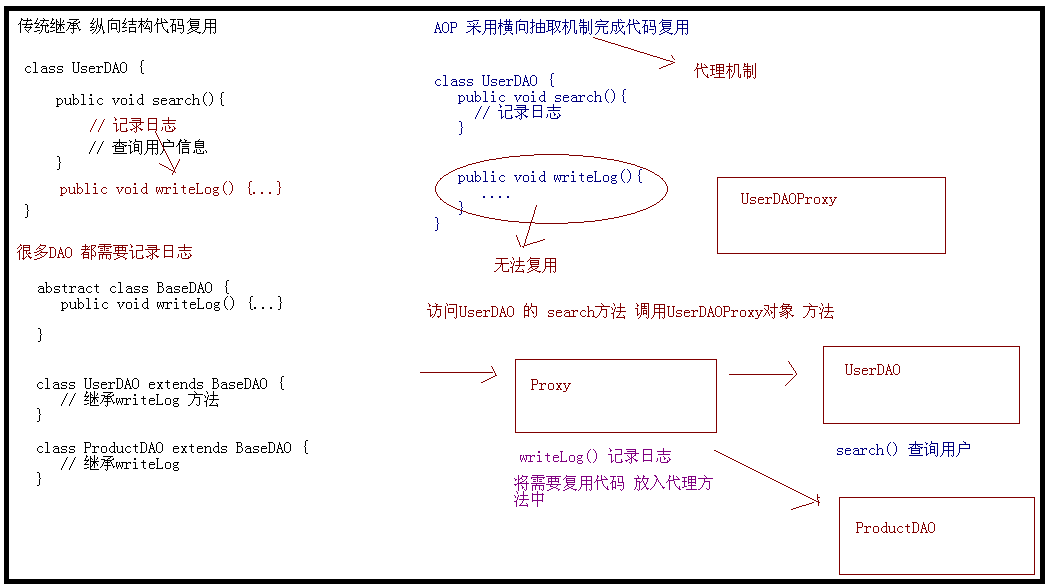 传统继承 纵向结构代码复用
class UserDAO {
public void search(){
// 记录日志
// 查询用户信息
}
public void writeLog() {...}
}
很多DAO 都需要记录日志
abstract class BaseDAO {
public void writeLog() {...}
}
class UserDAO extends BaseDAO {
// 继承writeLog 方法
}
class ProductDAO extends BaseDAO {
// 继承writeLog
}
AOP 采用横向抽取机制完成代码复用
代理机制
class UserDAO {
public void search(){
// 记录日志
}
public void writeLog(){
....
}
}
无法复用
UserDAOProxy
访问UserDAO 的 search方法 调用UserDAOProxy对象 方法
Proxy
writeLog() 记录日志
将需要复用代码 放入代理方
法中
UserDAO
search() 查询用户
ProductDAO